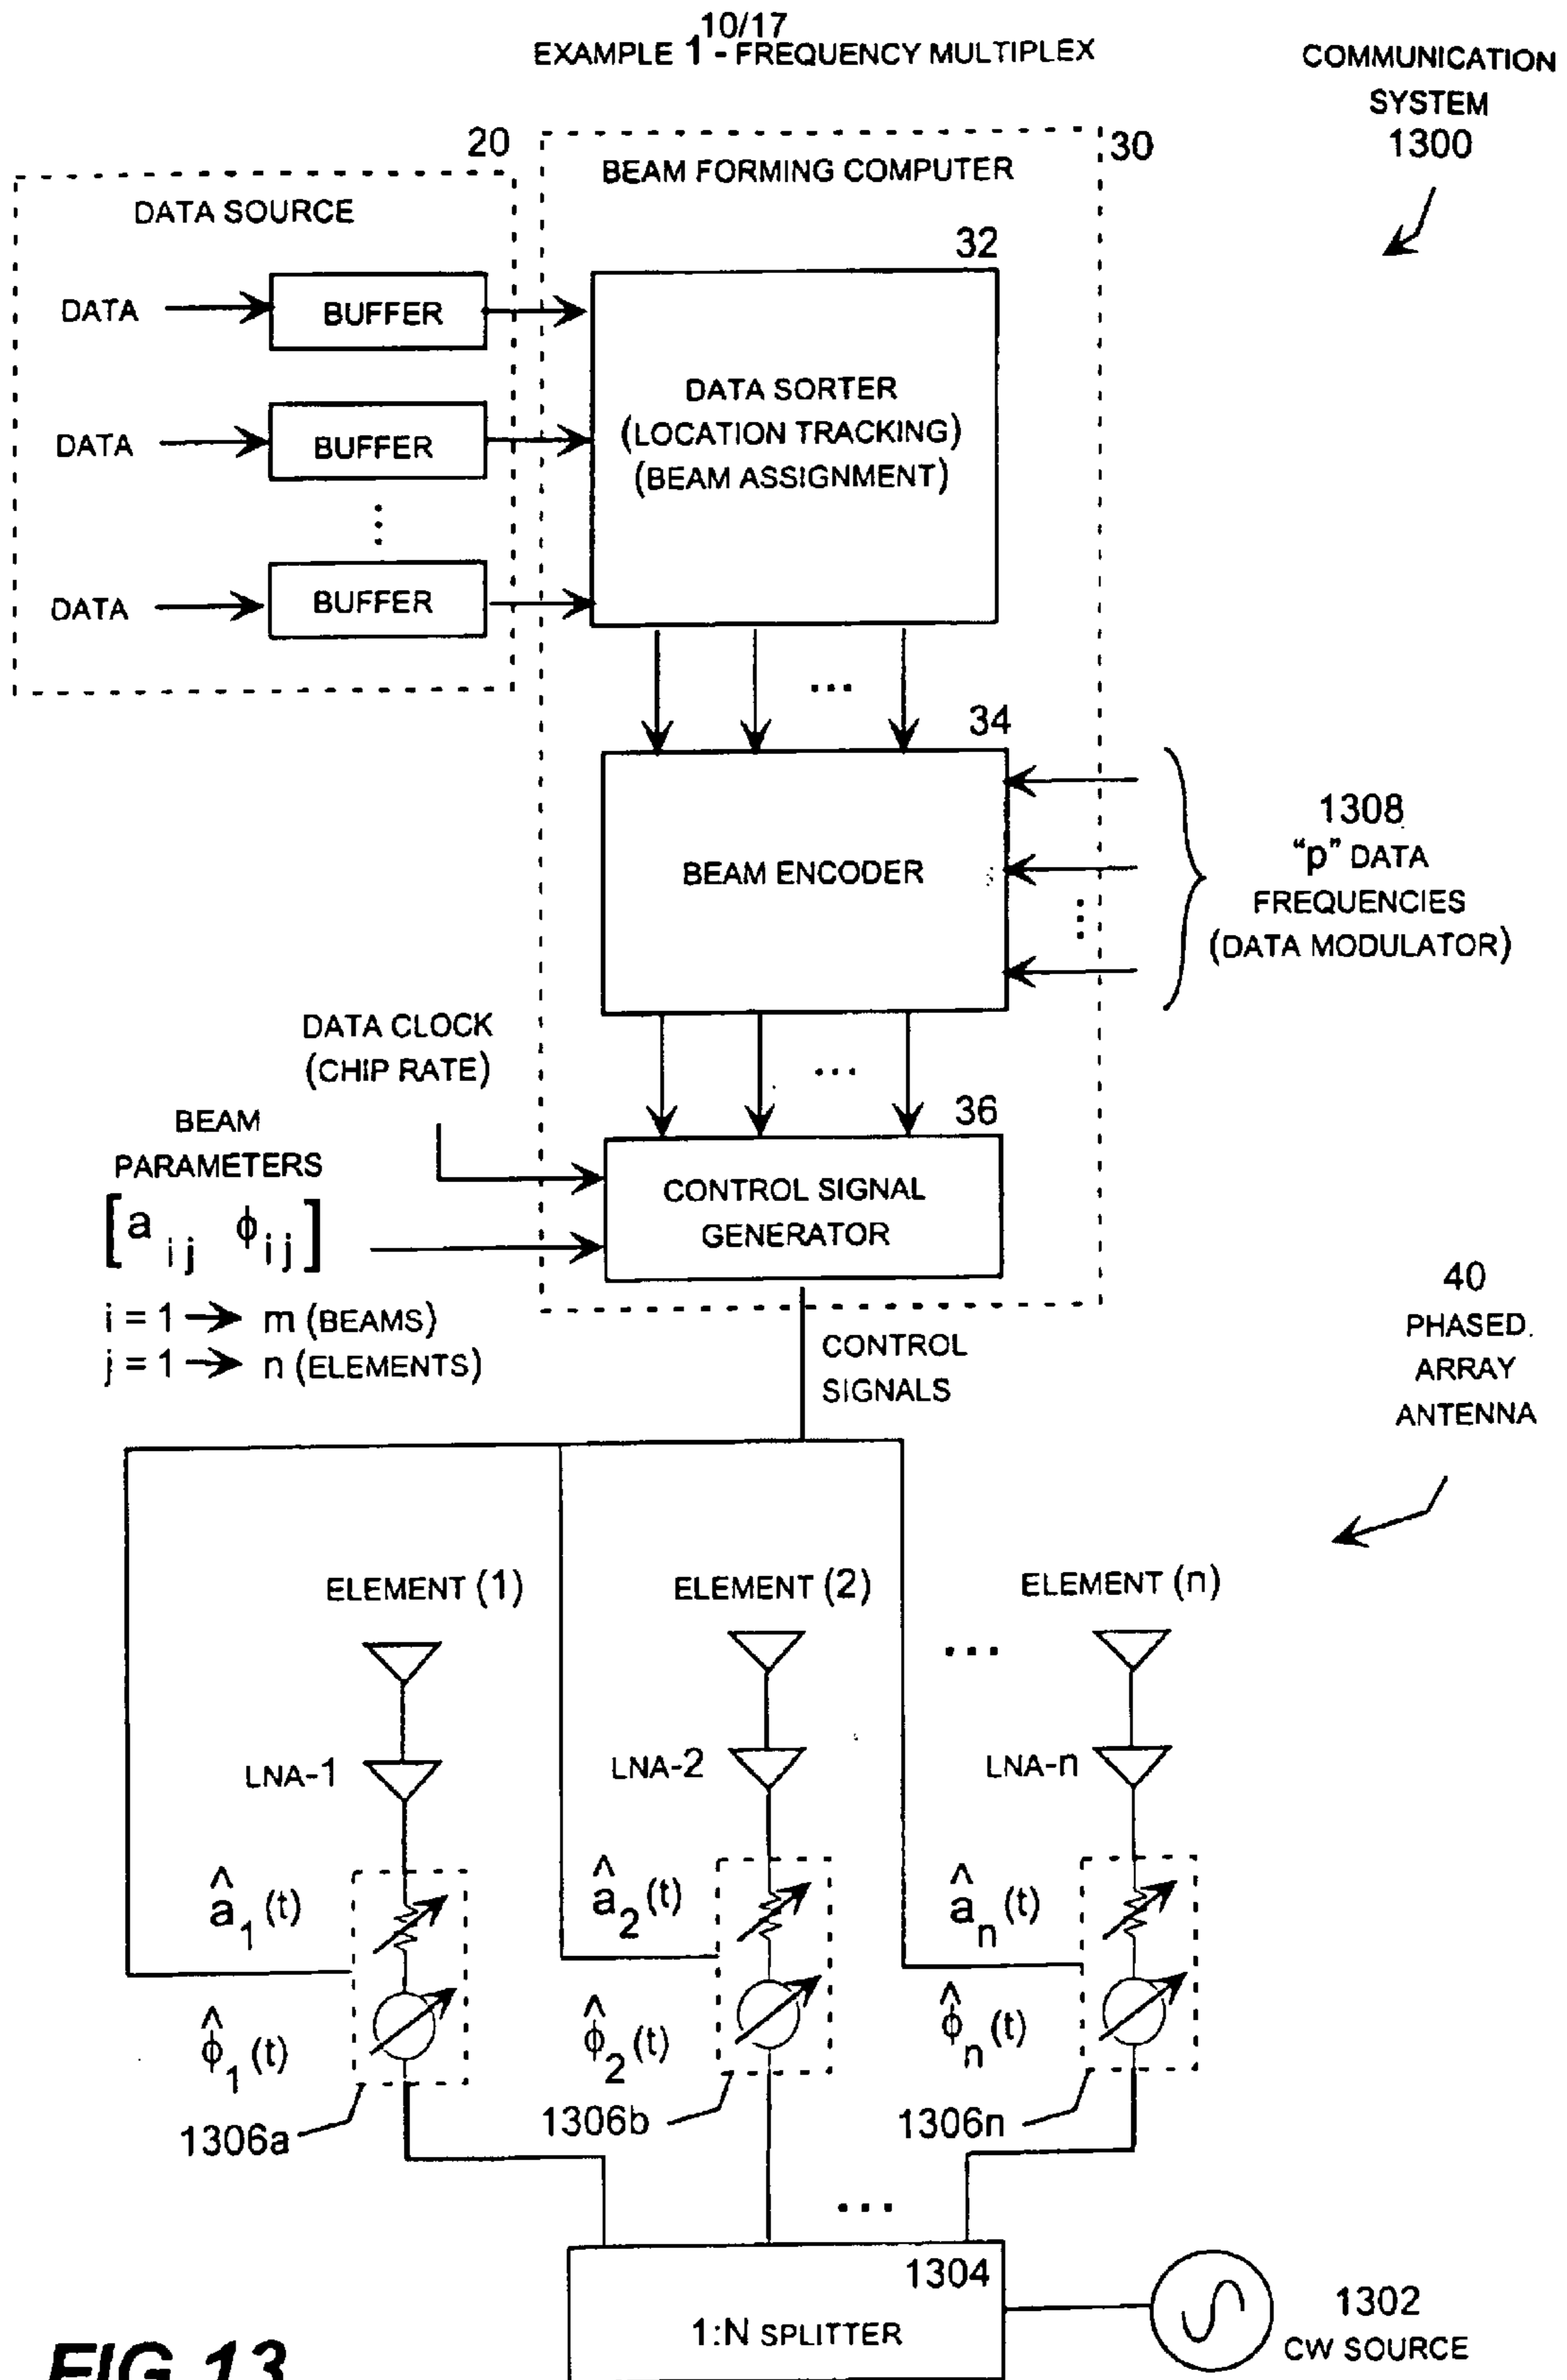 10/17
EXAMPLE 1 - FREQUENCY MULTIPLEX
COMMUNICATION
SYSTEM
1300
20
30
BEAM FORMING COMPUTER
DATA SOURCE
32
DATA
BUFFER
DATA SORTER
(LOCATION TRACKING)
(BEAM ASSIGNMENT)
DATA
BUFFER
DATA
BUFFER
34
BEAM ENCODER
1308
"p" DATA
FREQUENCIES
(DATA MODULATOR)
DATA CLOCK
(CHIP RATE)
36
BEAM
PARAMETERS
[a ij ϕ ij]
CONTROL SIGNAL
GENERATOR
i = 1 → m (BEAMS)
j = 1 → n (ELEMENTS)
CONTROL
SIGNALS
40
PHASED.
ARRAY
ANTENNA
ELEMENT (1)
ELEMENT (2)
ELEMENT (n)
LNA-1
LNA-2
LNA-n
â1(t)
â2(t)
ân(t)
ϕ̂1(t)
ϕ̂2(t)
ϕ̂n(t)
1306a
1306b
1306n
1304
1:N SPLITTER
1302
CW SOURCE
FIG 13